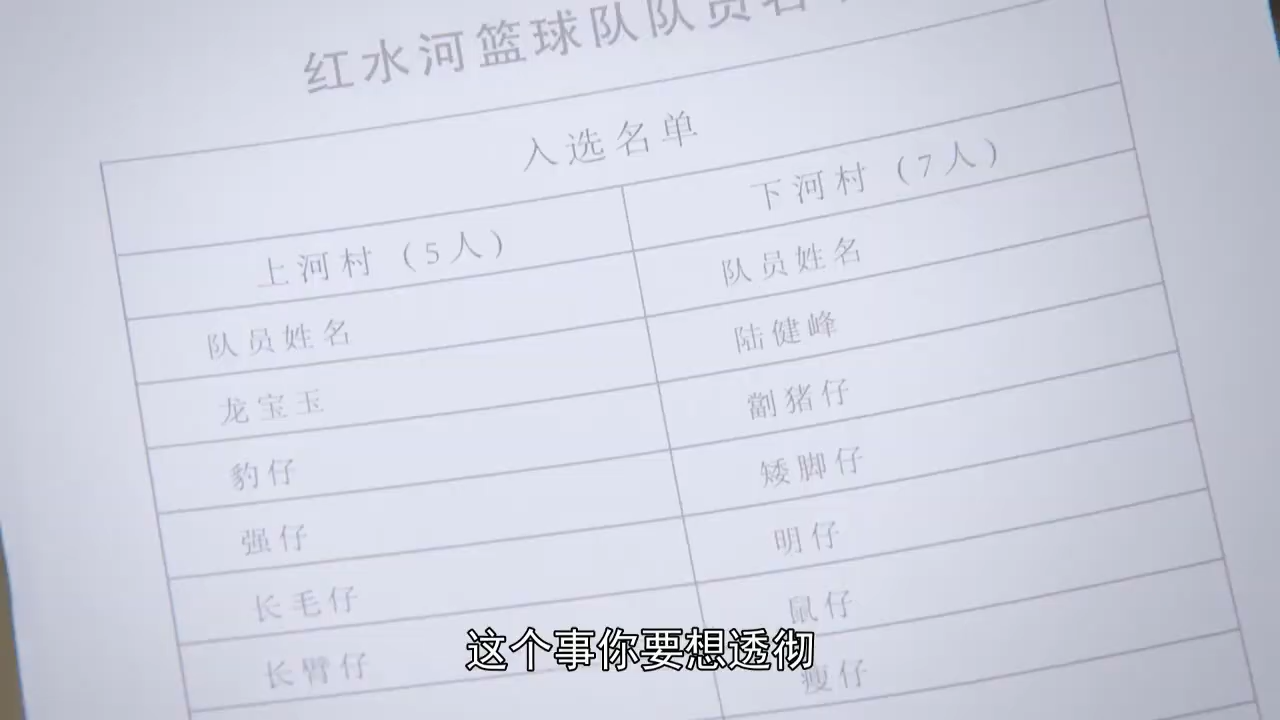 红水河篮球队队员名单
入选名单
上河村（5人）
下河村（7人）
队员姓名
队员姓名
龙宝玉
陆健峰
豹仔
劏猪仔
强仔
矮脚仔
长毛仔
明仔
长臂仔
鼠仔
瘦仔
这个事你要想透彻